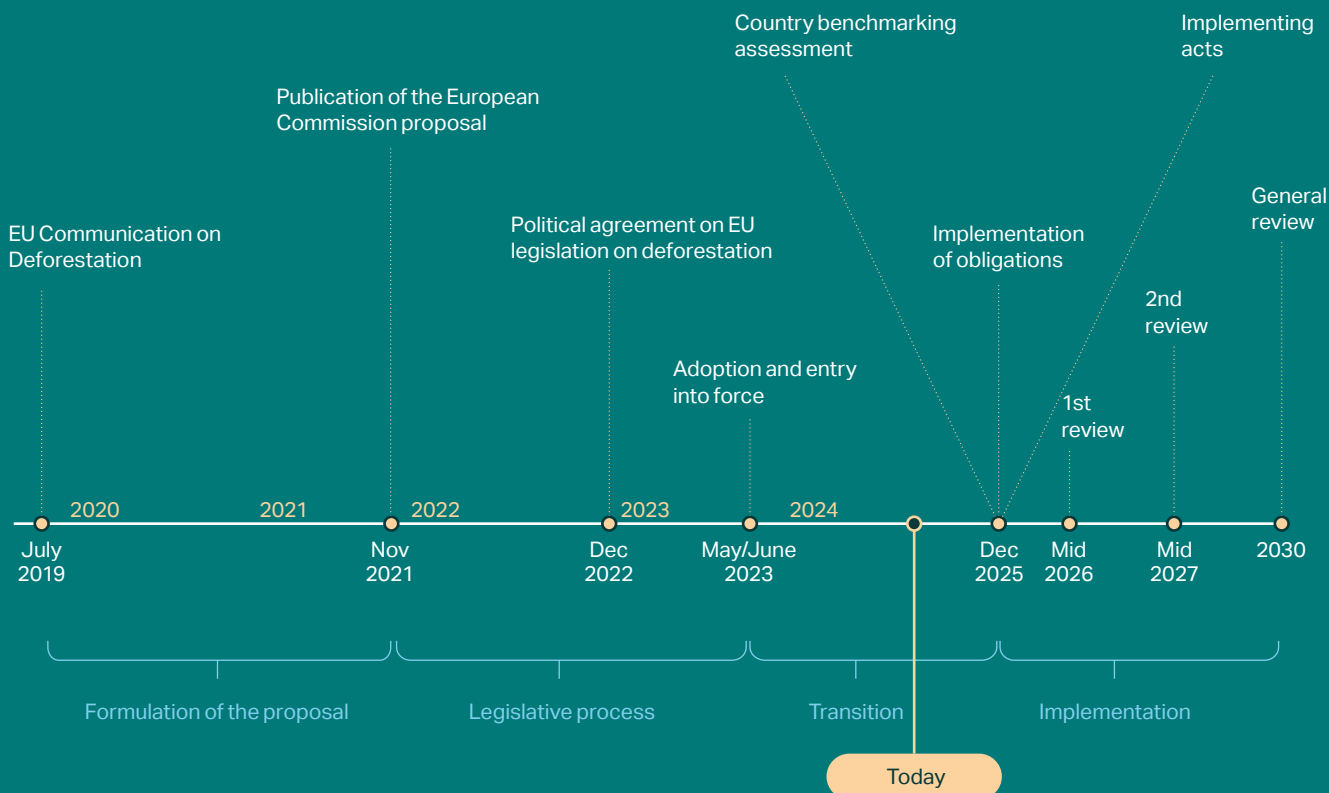 Country benchmarking
assessment
Implementing
acts
Publication of the European
Commission proposal
General
review
EU Communication on
Deforestation
Political agreement on EU
legislation on deforestation
Implementation
of obligations
2nd
review
Adoption and entry
into force
1st
review
2020
2021
2022
2023
2024
July
2019
Nov
2021
Dec
2022
May/June
2023
Dec
2025
Mid
2026
Mid
2027
2030
Formulation of the proposal
Legislative process
Transition
Implementation
Today